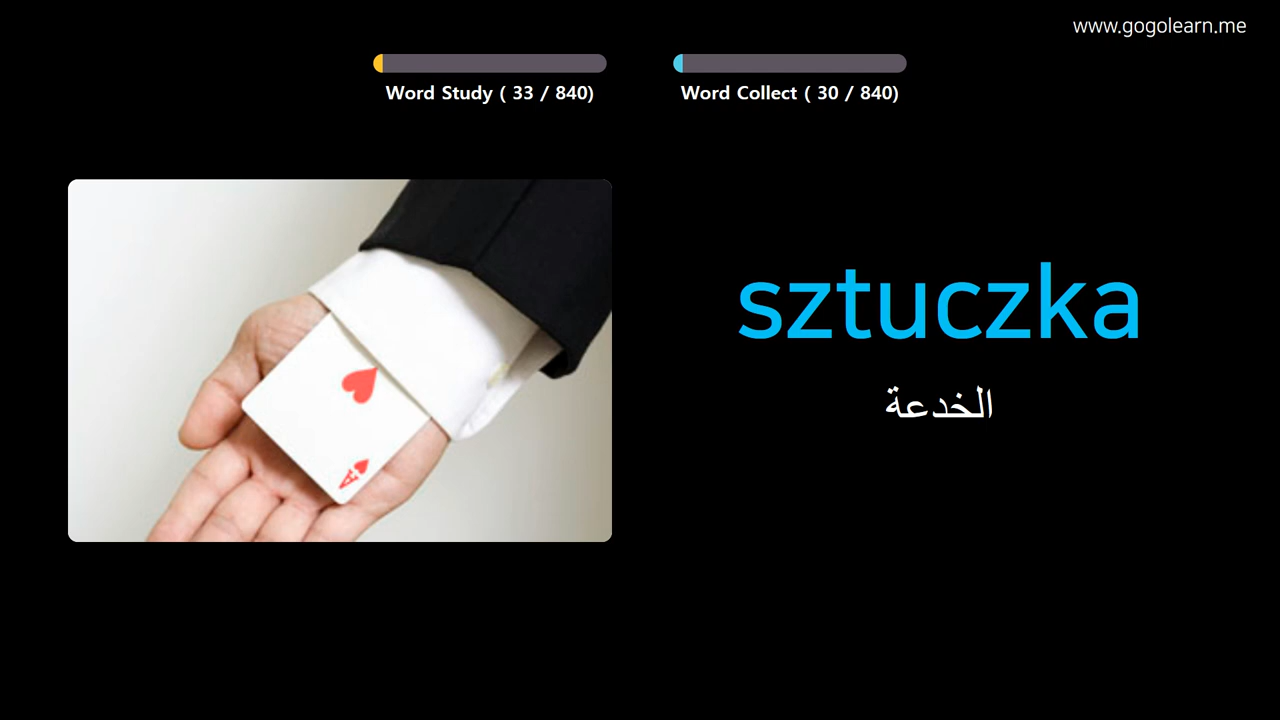 www.gogolearn.me
Word Study ( 33 / 840)
Word Collect ( 30 / 840)
sztuczka
الخدعة
A